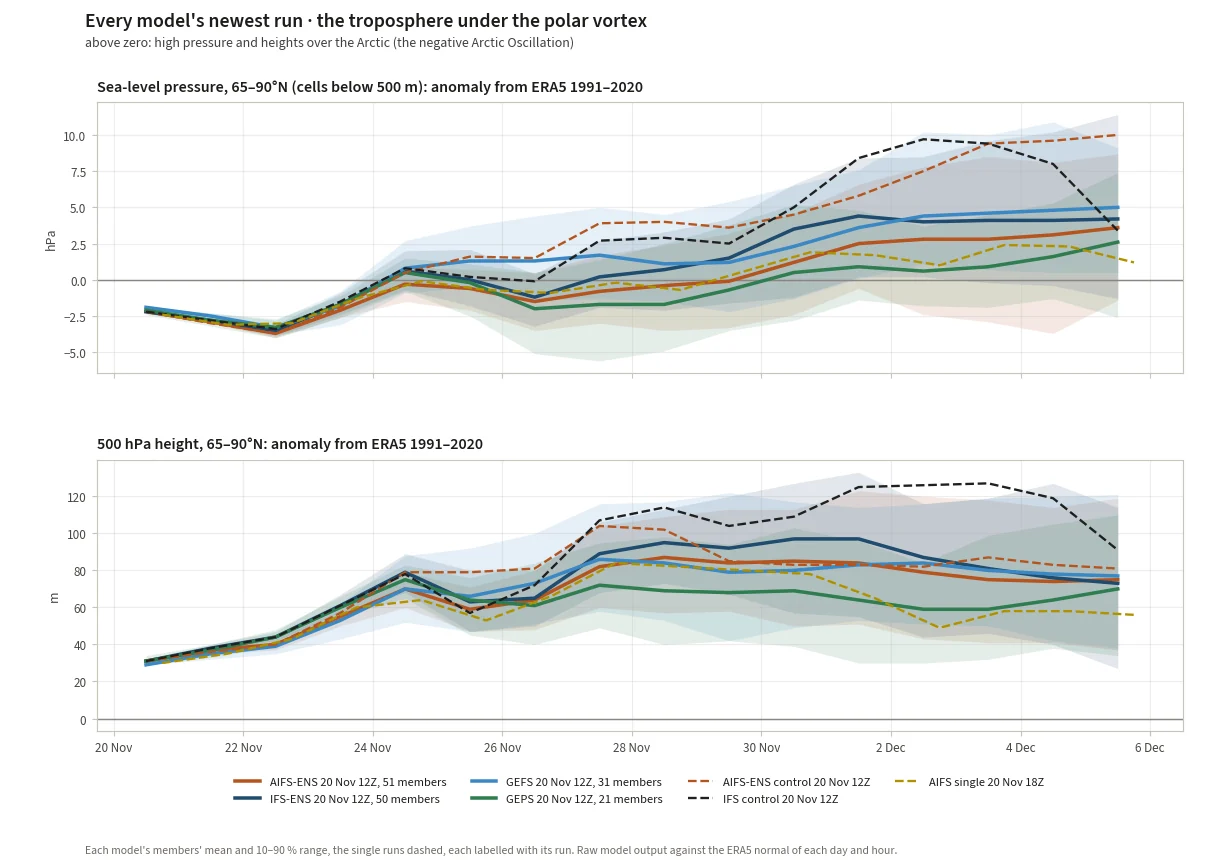 Every model's newest run · the troposphere under the polar vortex
above zero: high pressure and heights over the Arctic (the negative Arctic Oscillation)
Sea-level pressure, 65–90°N (cells below 500 m): anomaly from ERA5 1991–2020
10.0
7.5
5.0
2.5
0.0
−2.5
−5.0
hPa
500 hPa height, 65–90°N: anomaly from ERA5 1991–2020
120
100
80
60
40
20
0
m
20 Nov 22 Nov 24 Nov 26 Nov 28 Nov 30 Nov 2 Dec 4 Dec 6 Dec
AIFS-ENS 20 Nov 12Z, 51 members GEFS 20 Nov 12Z, 31 members AIFS-ENS control 20 Nov 12Z AIFS single 20 Nov 18Z
IFS-ENS 20 Nov 12Z, 50 members GEPS 20 Nov 12Z, 21 members IFS control 20 Nov 12Z
Each model's members' mean and 10–90 % range, the single runs dashed, each labelled with its run. Raw model output against the ERA5 normal of each day and hour.